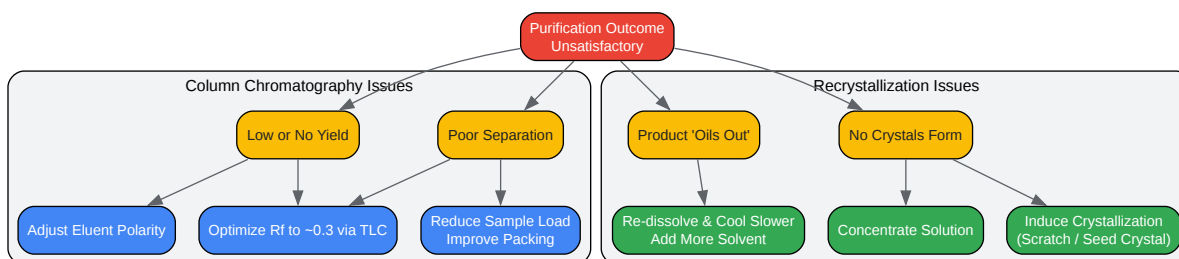 Purification Outcome
Unsatisfactory
Column Chromatography Issues
Recrystallization Issues
Low or No Yield
Poor Separation
Product 'Oils Out'
No Crystals Form
Adjust Eluent Polarity
Optimize Rf to ~0.3 via TLC
Reduce Sample Load
Improve Packing
Re-dissolve & Cool Slower
Add More Solvent
Concentrate Solution
Induce Crystallization
(Scratch / Seed Crystal)